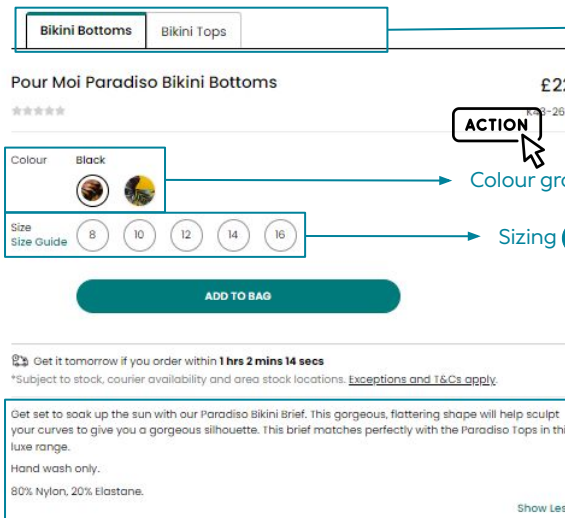 Bikini Bottoms Bikini Tops
Pour Moi Paradiso Bikini Bottoms £22
ACTION
Colour Black
Colour gro
Size
Size Guide 8 10 12 14 16
Sizing
ADD TO BAG
Get it tomorrow if you order within 1 hrs 2 mins 14 secs
*Subject to stock, courier availability and area stock locations. Exceptions and T&Cs apply.
Get set to soak up the sun with our Paradiso Bikini Brief. This gorgeous, flattering shape will help sculpt
your curves to give you a gorgeous silhouette. This brief matches perfectly with the Paradiso Tops in thi
luxe range.
Hand wash only.
80% Nylon, 20% Elastane.
Show Les